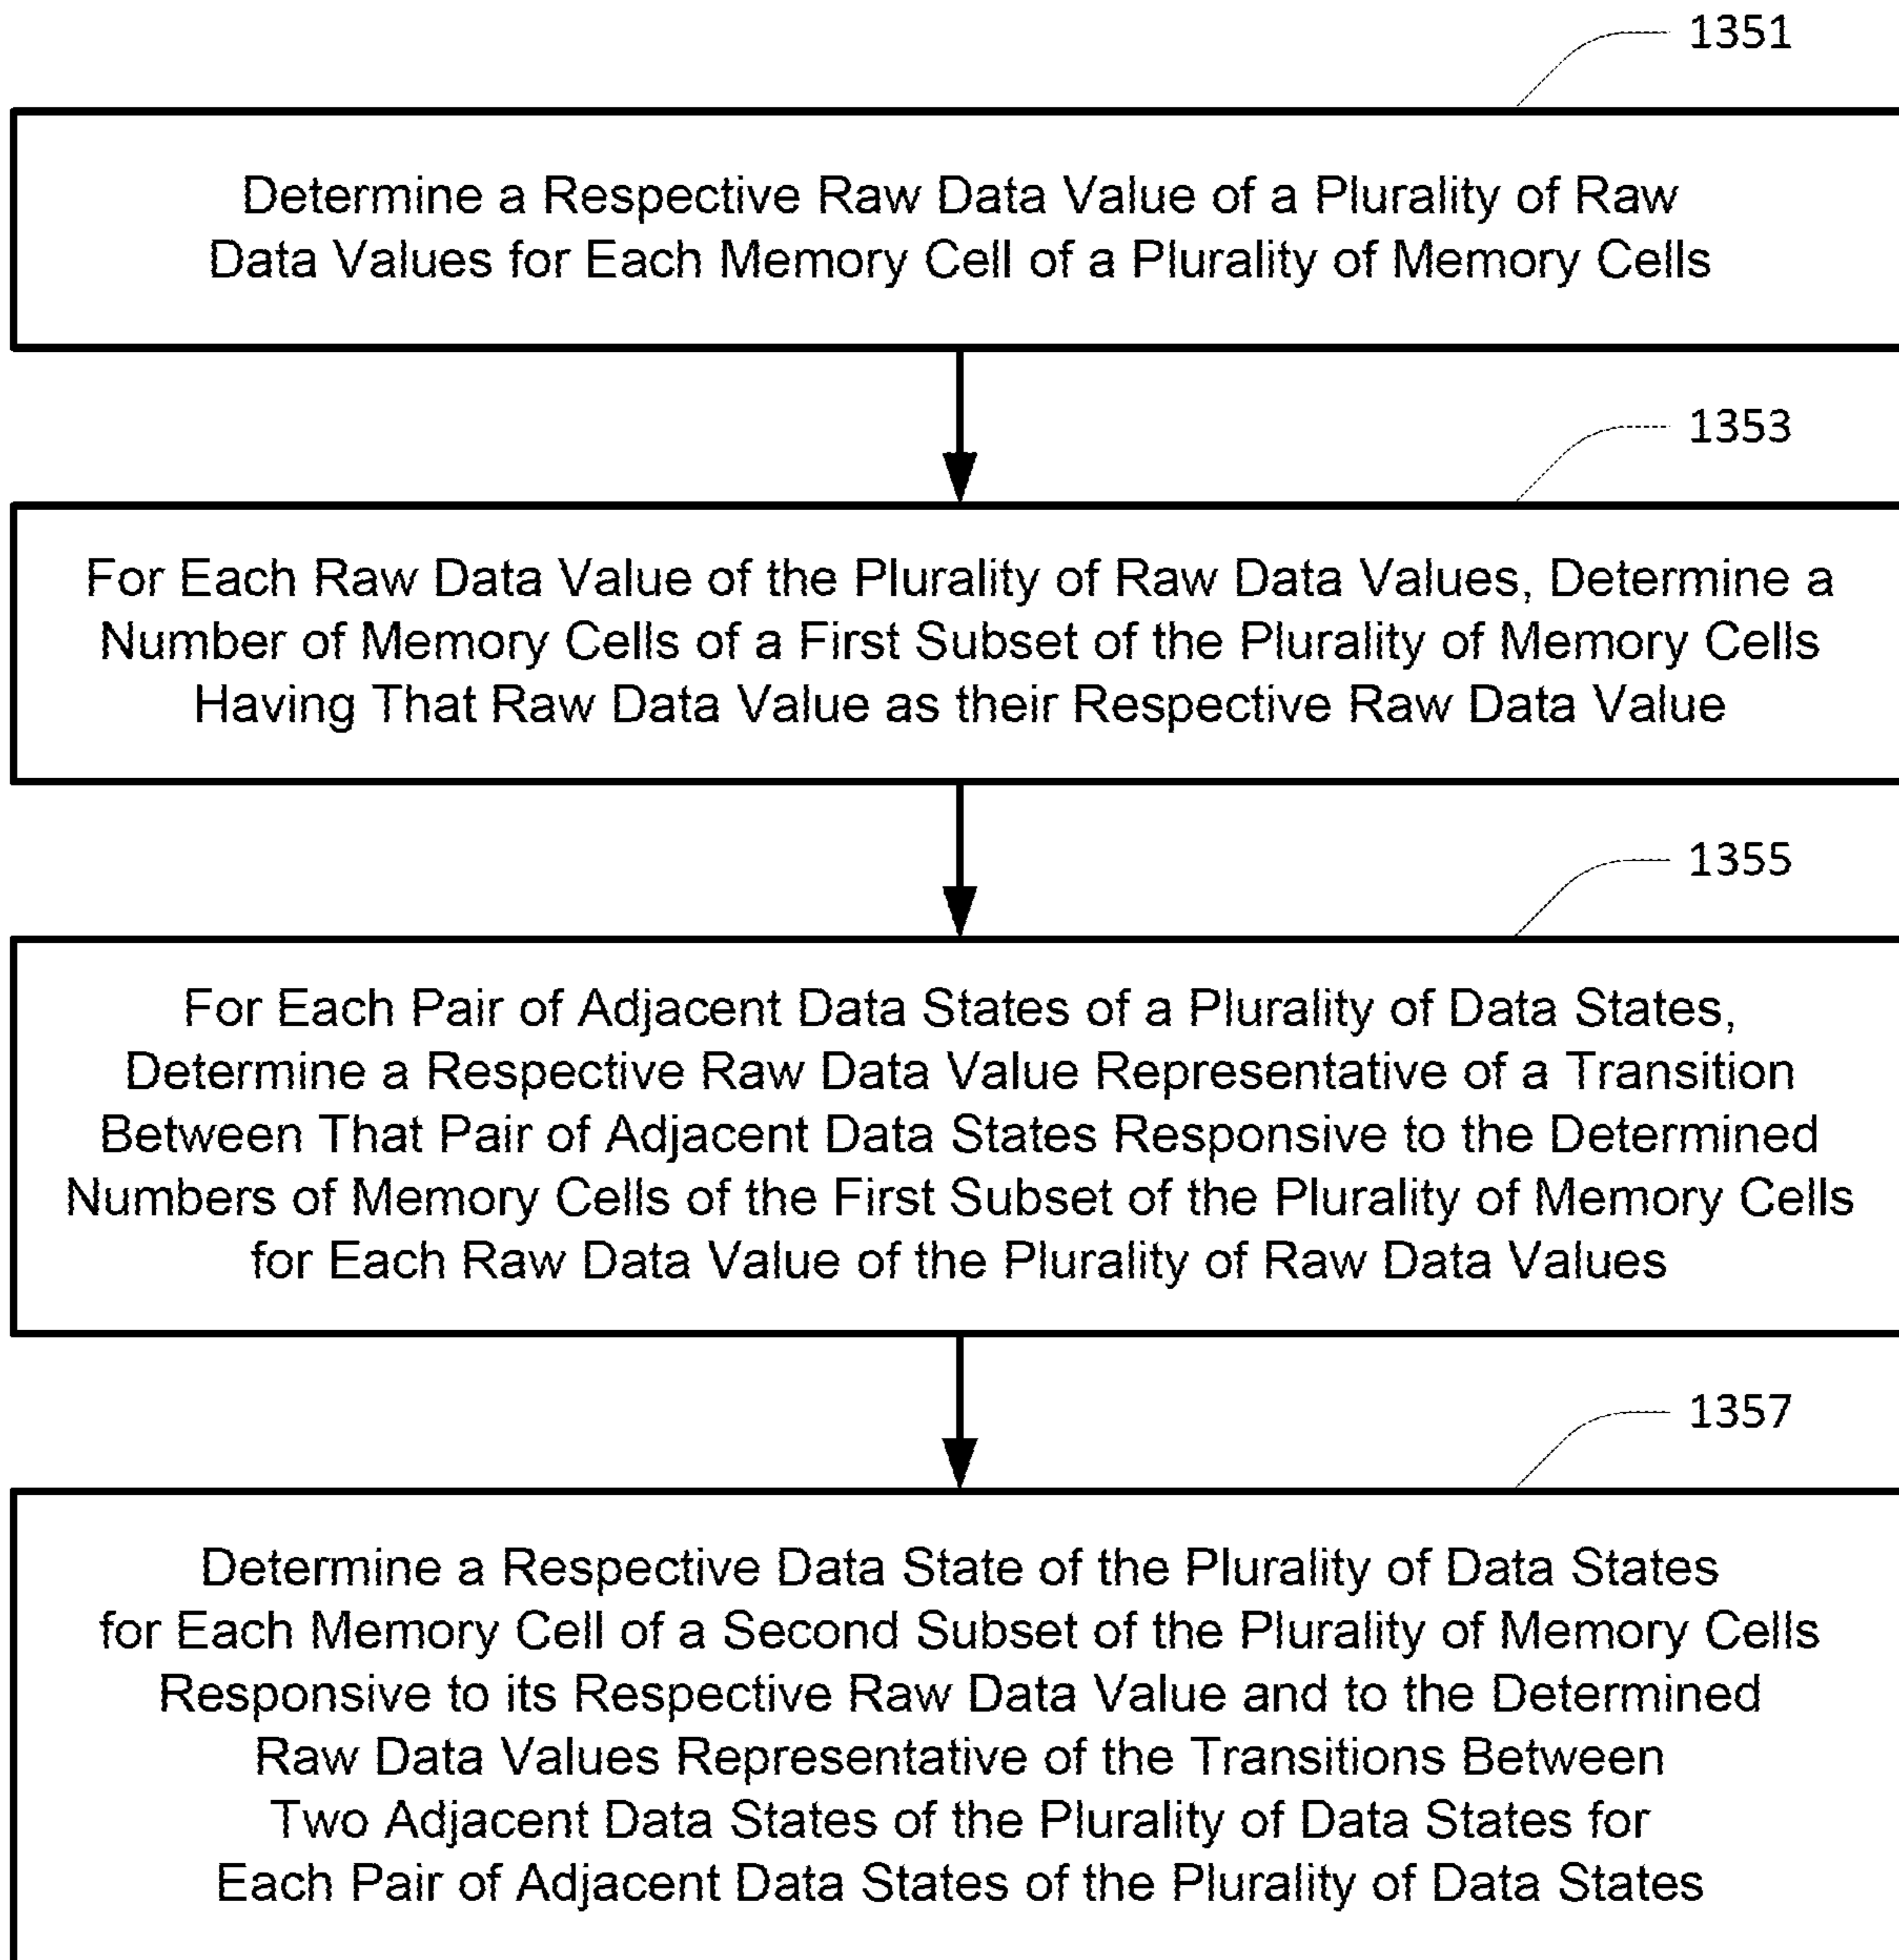 1351
Determine a Respective Raw Data Value of a Plurality of Raw
Data Values for Each Memory Cell of a Plurality of Memory Cells
1353
For Each Raw Data Value of the Plurality of Raw Data Values, Determine a
Number of Memory Cells of a First Subset of the Plurality of Memory Cells
Having That Raw Data Value as their Respective Raw Data Value
1355
For Each Pair of Adjacent Data States of a Plurality of Data States,
Determine a Respective Raw Data Value Representative of a Transition
Between That Pair of Adjacent Data States Responsive to the Determined
Numbers of Memory Cells of the First Subset of the Plurality of Memory Cells
for Each Raw Data Value of the Plurality of Raw Data Values
1357
Determine a Respective Data State of the Plurality of Data States
for Each Memory Cell of a Second Subset of the Plurality of Memory Cells
Responsive to its Respective Raw Data Value and to the Determined
Raw Data Values Representative of the Transitions Between
Two Adjacent Data States of the Plurality of Data States for
Each Pair of Adjacent Data States of the Plurality of Data States